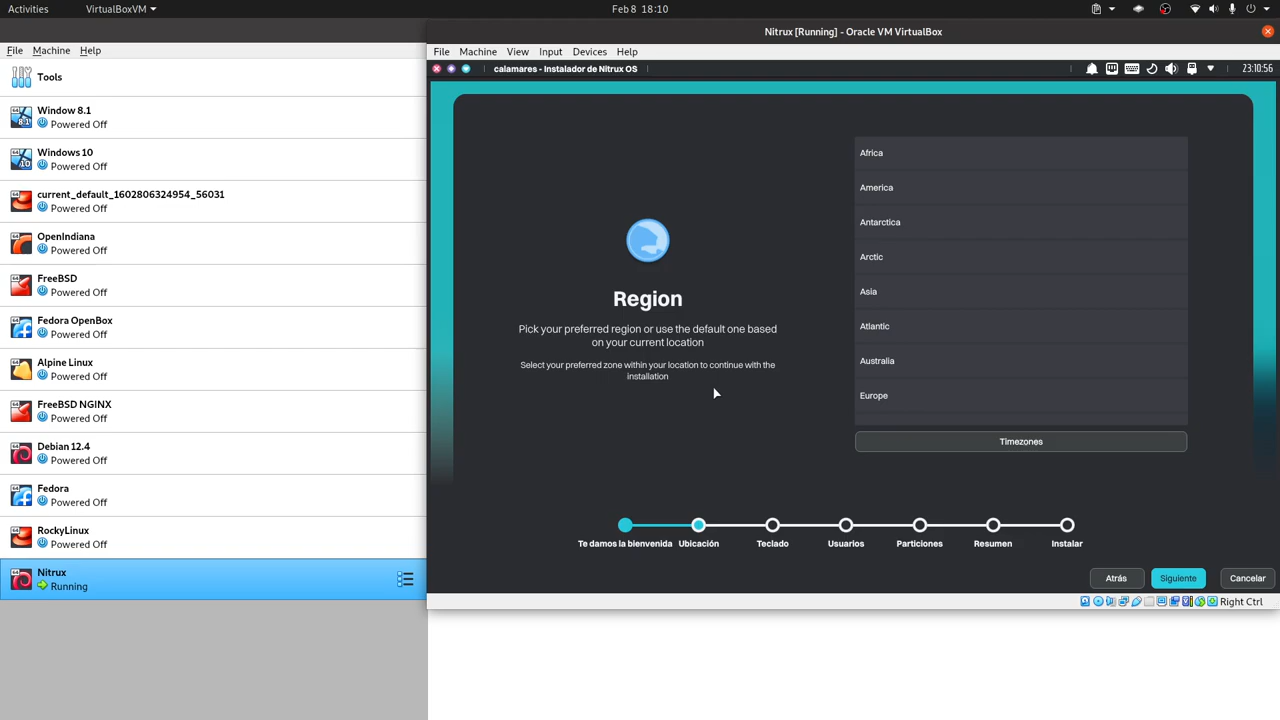 Activities
VirtualBoxVM
Feb 8 18:10
Nitrux [Running] - Oracle VM VirtualBox
File Machine Help
File Machine View Input Devices Help
calamares - Instalador de Nitrux OS
23:10:56
Tools
Window 8.1
Powered Off
Windows 10
Powered Off
current_default_1602806324954_56031
Powered Off
OpenIndiana
Powered Off
FreeBSD
Powered Off
Fedora OpenBox
Powered Off
Alpine Linux
Powered Off
FreeBSD NGINX
Powered Off
Debian 12.4
Powered Off
Fedora
Powered Off
RockyLinux
Powered Off
Nitrux
Running
Region
Pick your preferred region or use the default one based
on your current location
Select your preferred zone within your location to continue with the
installation
Africa
America
Antarctica
Arctic
Asia
Atlantic
Australia
Europe
Timezones
Te damos la bienvenida
Ubicación
Teclado
Usuarios
Particiones
Resumen
Instalar
Atrás
Siguiente
Cancelar
Right Ctrl